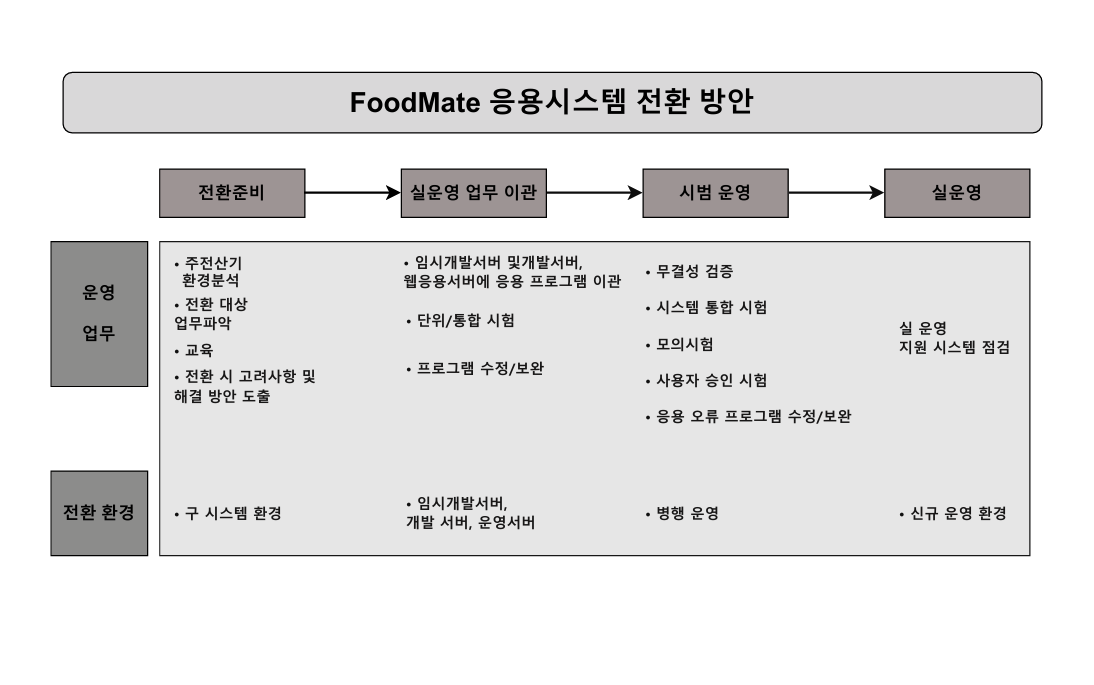 FoodMate 응용시스템 전환 방안
전환준비
실운영 업무 이관
시범 운영
실운영
운영
업무
• 주전산기
환경분석
• 전환 대상
업무파악
• 교육
• 전환 시 고려사항 및
해결 방안 도출
• 임시개발서버 및개발서버,
웹응용서버에 응용 프로그램 이관
• 단위/통합 시험
• 프로그램 수정/보완
• 무결성 검증
• 시스템 통합 시험
• 모의시험
• 사용자 승인 시험
• 응용 오류 프로그램 수정/보완
실 운영
지원 시스템 점검
전환 환경
• 구 시스템 환경
• 임시개발서버,
개발 서버, 운영서버
• 병행 운영
• 신규 운영 환경